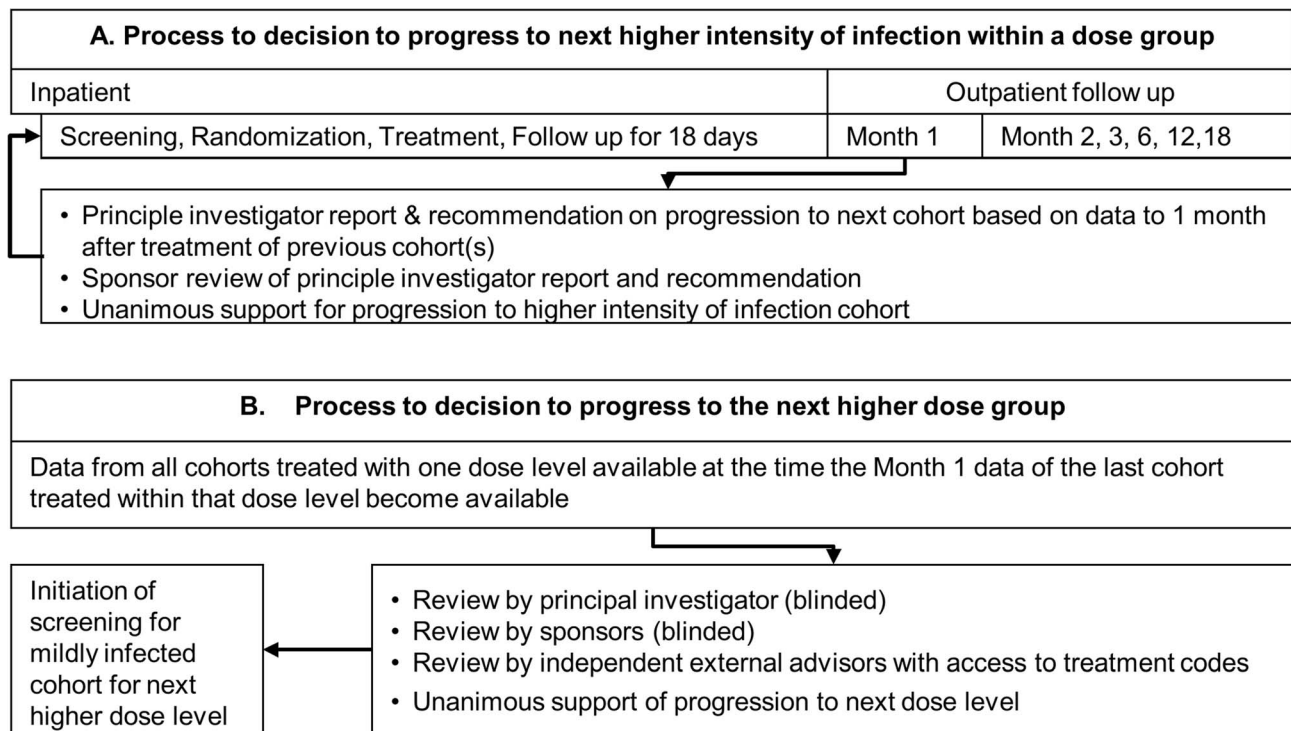 A. Process to decision to progress to next higher intensity of infection within a dose group
Inpatient
Outpatient follow up
Screening, Randomization, Treatment, Follow up for 18 days
Month 1
Month 2, 3, 6, 12,18
• Principle investigator report & recommendation on progression to next cohort based on data to 1 month
after treatment of previous cohort(s)
• Sponsor review of principle investigator report and recommendation
• Unanimous support for progression to higher intensity of infection cohort
B. Process to decision to progress to the next higher dose group
Data from all cohorts treated with one dose level available at the time the Month 1 data of the last cohort
treated within that dose level become available
Initiation of
screening for
mildly infected
cohort for next
higher dose level
• Review by principal investigator (blinded)
• Review by sponsors (blinded)
• Review by independent external advisors with access to treatment codes
• Unanimous support of progression to next dose level